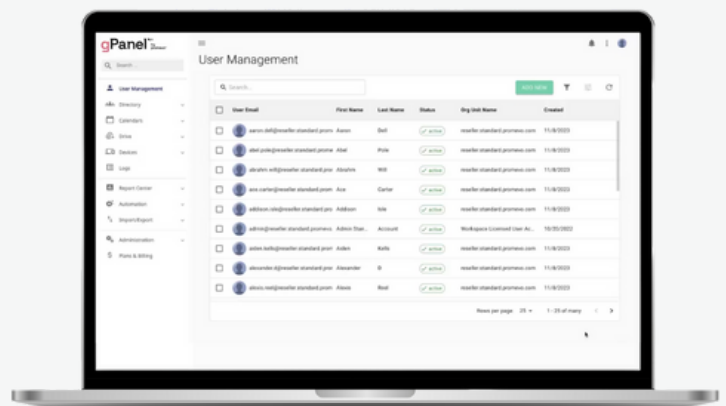 gPanel
Search...
User Management
Directory
Calendars
Drive
Devices
Logs
Report Center
Automation
Import/Export
Administration
Plans & Billing
User Management
Search...
ADD NEW
User Email First Name Last Name Status Org Unit Name Created
aaron.dell@reseller.standard.prome Aaron Dell active reseller.standard.promevo.com 11/8/2023
abel.pole@reseller.standard.prome Abel Pole active reseller.standard.promevo.com 11/8/2023
abrahm.will@reseller.standard.pro Abrahm Will active reseller.standard.promevo.com 11/8/2023
ace.carter@reseller.standard.prom Ace Carter active reseller.standard.promevo.com 11/8/2023
addison.isle@reseller.standard.pro Addison Isle active reseller.standard.promevo.com 11/8/2023
admin@reseller.standard.promevo. Admin Stan... Account active Workspace Licensed User Ac... 10/20/2022
aiden.kells@reseller.standard.prom Aiden Kells active reseller.standard.promevo.com 11/8/2023
alexander.d@reseller.standard.pro Alexander active reseller.standard.promevo.com 11/8/2023
alexis.reel@reseller.standard.prom Alexis Reel active reseller.standard.promevo.com 11/8/2023
Rows per page: 25 1 - 25 of many